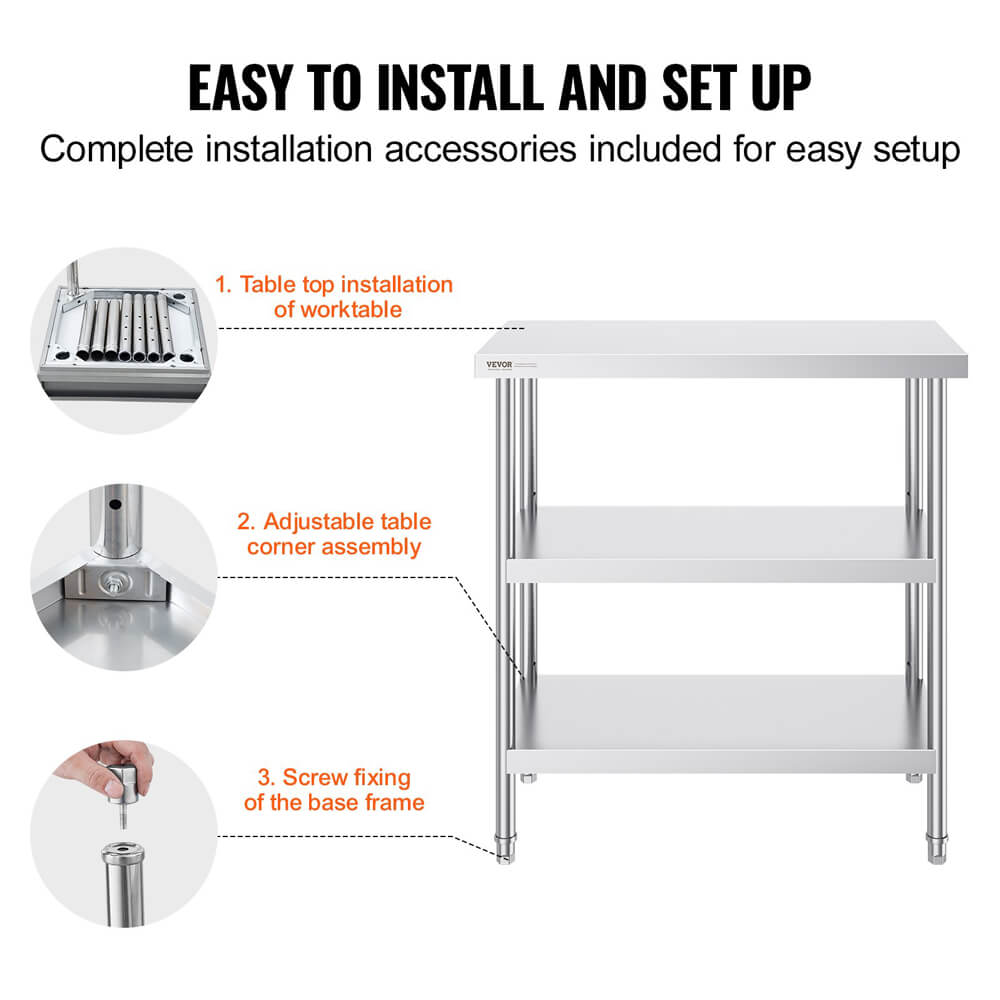 EASY TO INSTALL AND SET UP
Complete installation accessories included for easy setup
1. Table top installation
of worktable
VEVOR
2. Adjustable table
corner assembly
3. Screw fixing
of the base frame